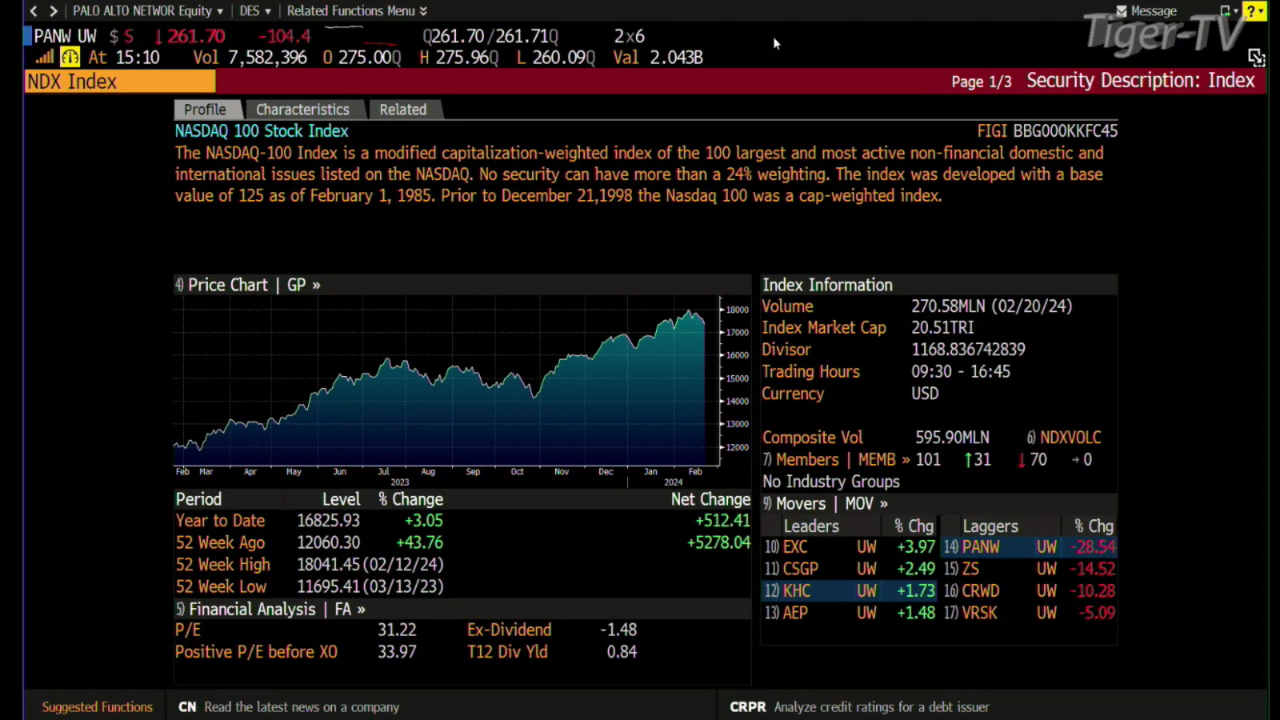 PALO ALTO NETWOR Equity DES Related Functions Menu Message ?
Tiger-TV
PANW UW $ S ↓261.70 -104.4 Q261.70/261.71Q 2x6
At 15:10 Vol 7,582,396 O 275.00Q H 275.96Q L 260.09Q Val 2.043B
NDX Index Page 1/3 Security Description: Index
Profile Characteristics Related
NASDAQ 100 Stock Index FIGI BBG000KKFC45
The NASDAQ-100 Index is a modified capitalization-weighted index of the 100 largest and most active non-financial domestic and
international issues listed on the NASDAQ. No security can have more than a 24% weighting. The index was developed with a base
value of 125 as of February 1, 1985. Prior to December 21,1998 the Nasdaq 100 was a cap-weighted index.
4) Price Chart | GP »
18000
17000
16000
15000
14000
13000
12000
Feb Mar Apr May Jun Jul Aug Sep Oct Nov Dec Jan Feb
2023 2024
Index Information
Volume 270.58MLN (02/20/24)
Index Market Cap 20.51TRI
Divisor 1168.836742839
Trading Hours 09:30 - 16:45
Currency USD
Composite Vol 595.90MLN 6) NDXVOLC
7) Members | MEMB » 101 ↑31 ↓70 →0
No Industry Groups
9) Movers | MOV »
Leaders % Chg Laggers % Chg
10) EXC UW +3.97 14) PANW UW -28.54
11) CSGP UW +2.49 15) ZS UW -14.52
12) KHC UW +1.73 16) CRWD UW -10.28
13) AEP UW +1.48 17) VRSK UW -5.09
Period Level % Change Net Change
Year to Date 16825.93 +3.05 +512.41
52 Week Ago 12060.30 +43.76 +5278.04
52 Week High 18041.45 (02/12/24)
52 Week Low 11695.41 (03/13/23)
5) Financial Analysis | FA »
P/E 31.22 Ex-Dividend -1.48
Positive P/E before XO 33.97 T12 Div Yld 0.84
Suggested Functions CN Read the latest news on a company CRPR Analyze credit ratings for a debt issuer